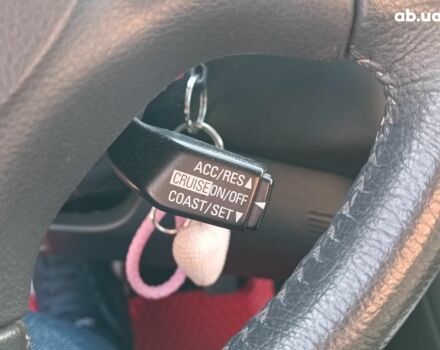 ab.ua
ACC/RES▲
CRUISE ON/OFF ◀
COAST/SET▼